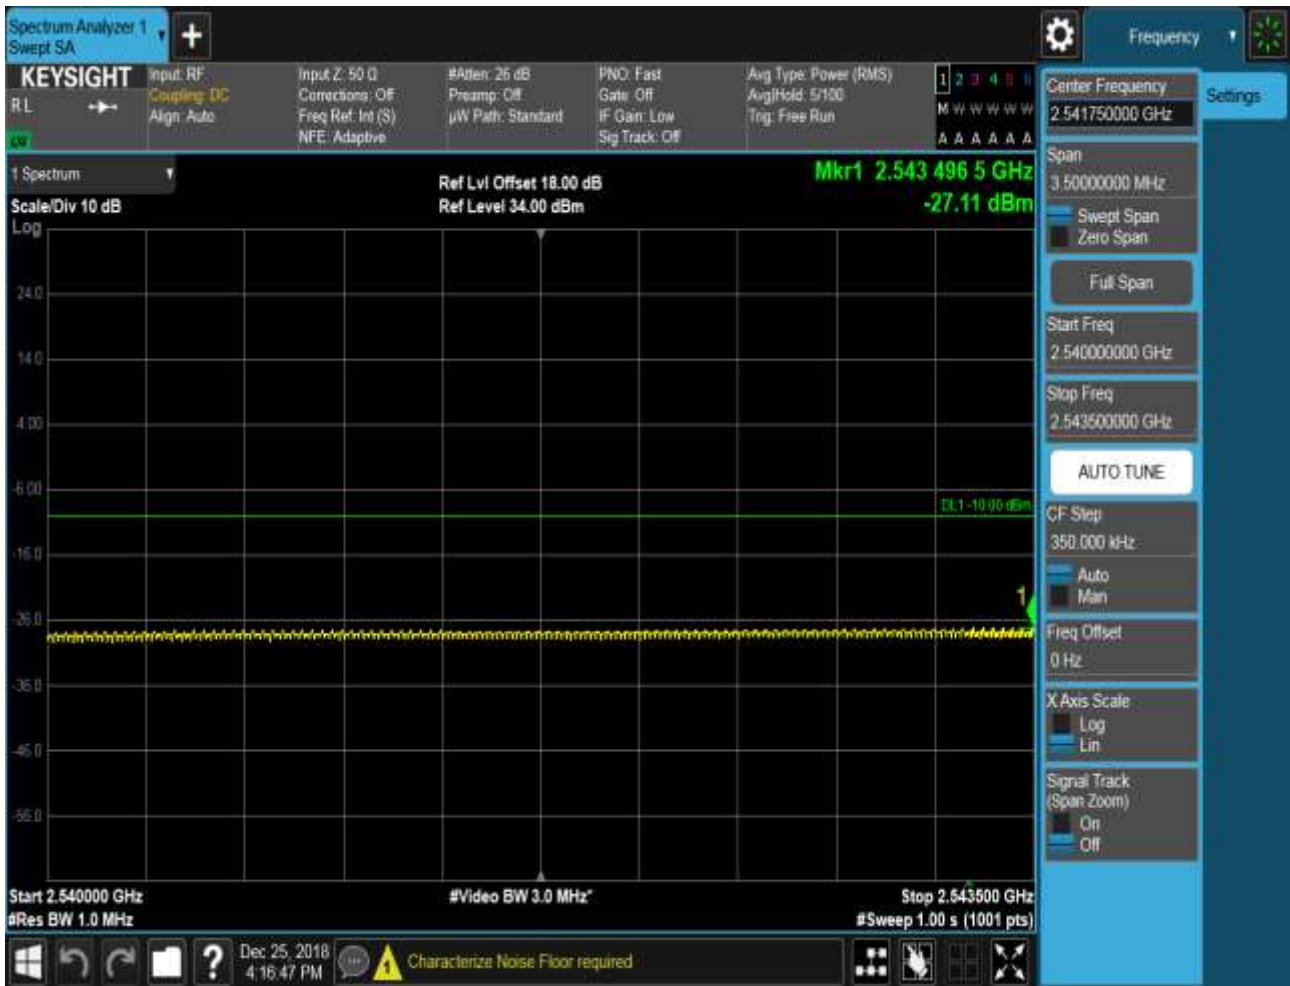 Spectrum Analyzer 1
Swept SA
+
Frequency
KEYSIGHT
R L
Input: RF
Coupling: DC
Align: Auto
Input Z: 50 Ω
Corrections: Off
Freq Ref: Int (S)
NFE: Adaptive
#Atten: 26 dB
Preamp: Off
µW Path: Standard
PNO: Fast
Gate: Off
IF Gain: Low
Sig Track: Off
Avg Type: Power (RMS)
Avg|Hold: 5/100
Trig: Free Run
1 2 3 4 5 6
M W W W W W
A A A A A A
1 Spectrum
Scale/Div 10 dB
Log
Ref Lvl Offset 18.00 dB
Ref Level 34.00 dBm
Mkr1 2.543 496 5 GHz
-27.11 dBm
24.0
14.0
4.00
-6.00
-16.0
-26.0
-36.0
-46.0
-56.0
DL1 -10.00 dBm
1
Start 2.540000 GHz
#Res BW 1.0 MHz
#Video BW 3.0 MHz*
Stop 2.543500 GHz
#Sweep 1.00 s (1001 pts)
Center Frequency
2.541750000 GHz
Settings
Span
3.50000000 MHz
Swept Span
Zero Span
Full Span
Start Freq
2.540000000 GHz
Stop Freq
2.543500000 GHz
AUTO TUNE
CF Step
350.000 kHz
Auto
Man
Freq Offset
0 Hz
X Axis Scale
Log
Lin
Signal Track
(Span Zoom)
On
Off
?
Dec 25, 2018
4:16:47 PM
1
Characterize Noise Floor required